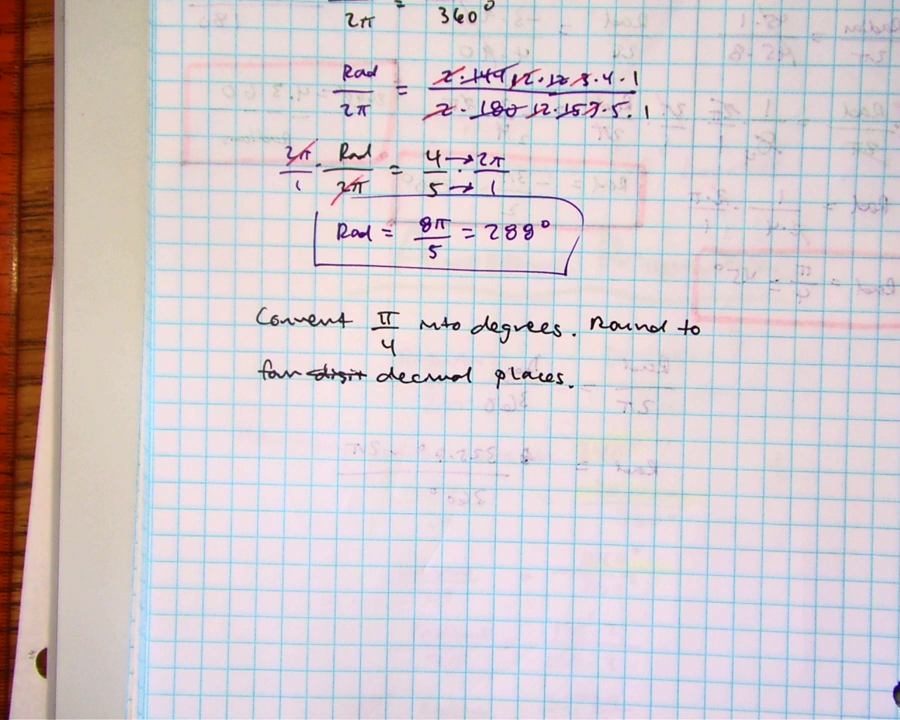 2π = 360°
Rad / 2π = 2·144 12·12 3·4·1 / 2·180 12·15 3·5·1
2π / 1 · Rad / 2π = 4 / 5 → → 2π / 1
Rad = 8π / 5 = 288°
Convert π / 4 into degrees. Round to
four digit decimal places.